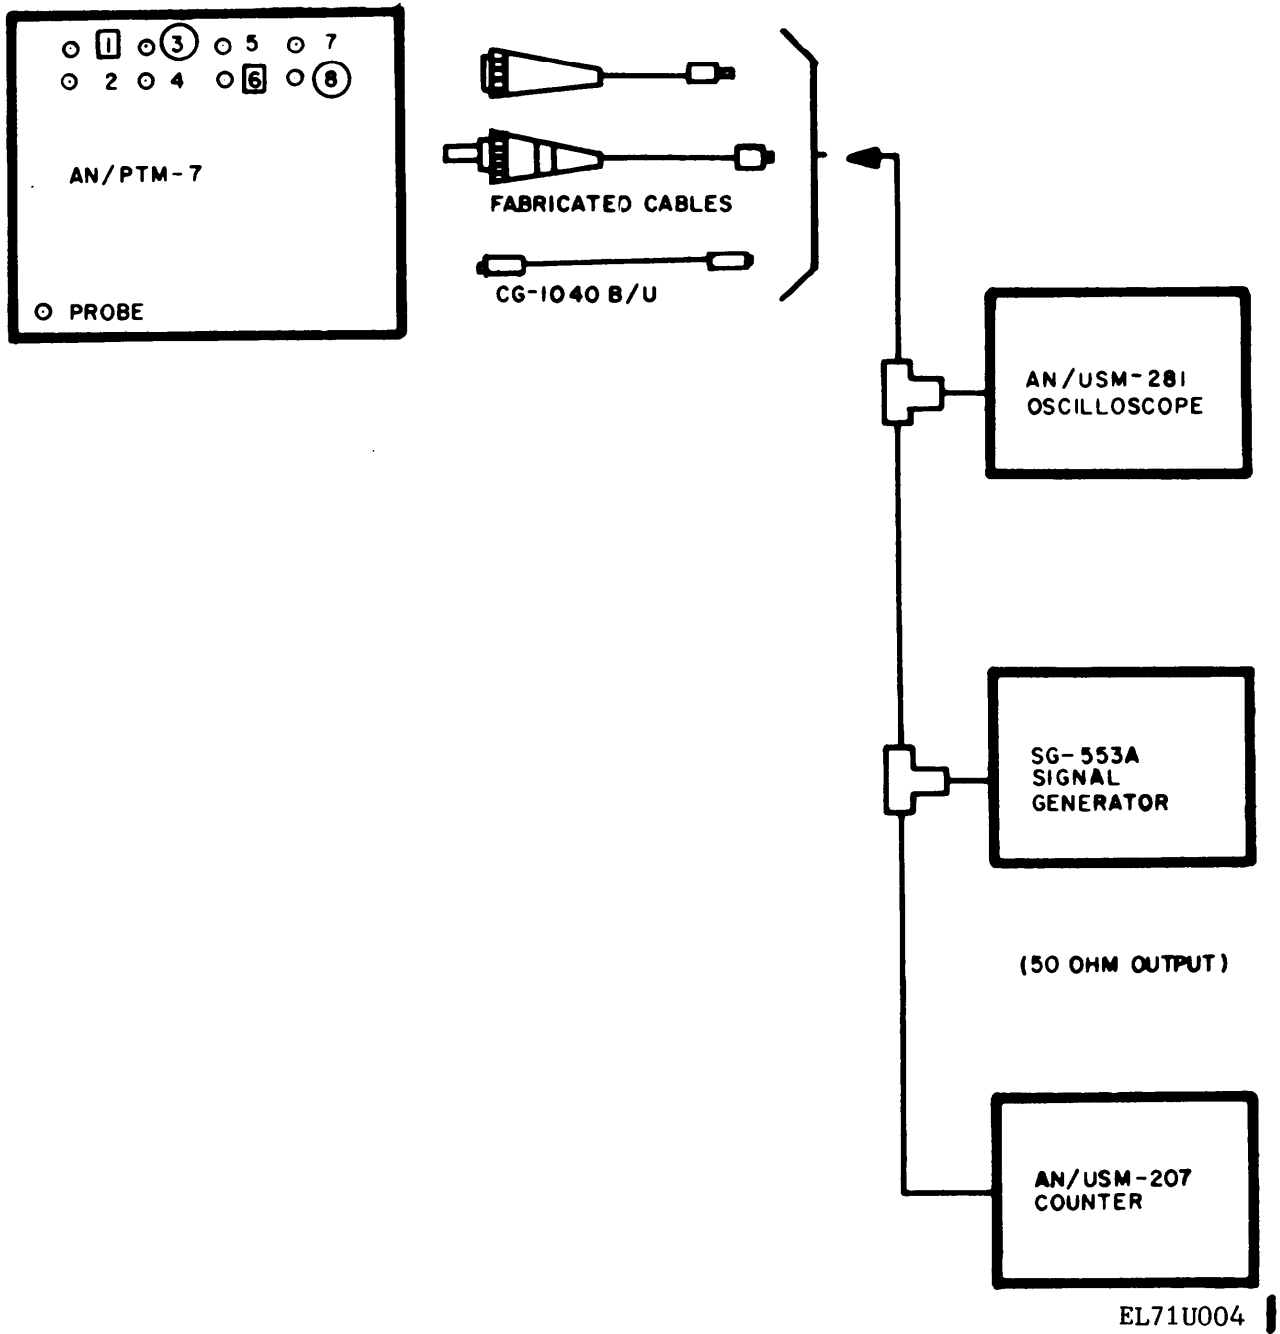 1 3 5 7
2 4 6 8
AN/PTM-7
PROBE
FABRICATED CABLES
CG-1040 B/U
AN/USM-281
OSCILLOSCOPE
SG-553A
SIGNAL
GENERATOR
(50 OHM OUTPUT)
AN/USM-207
COUNTER
EL71U004